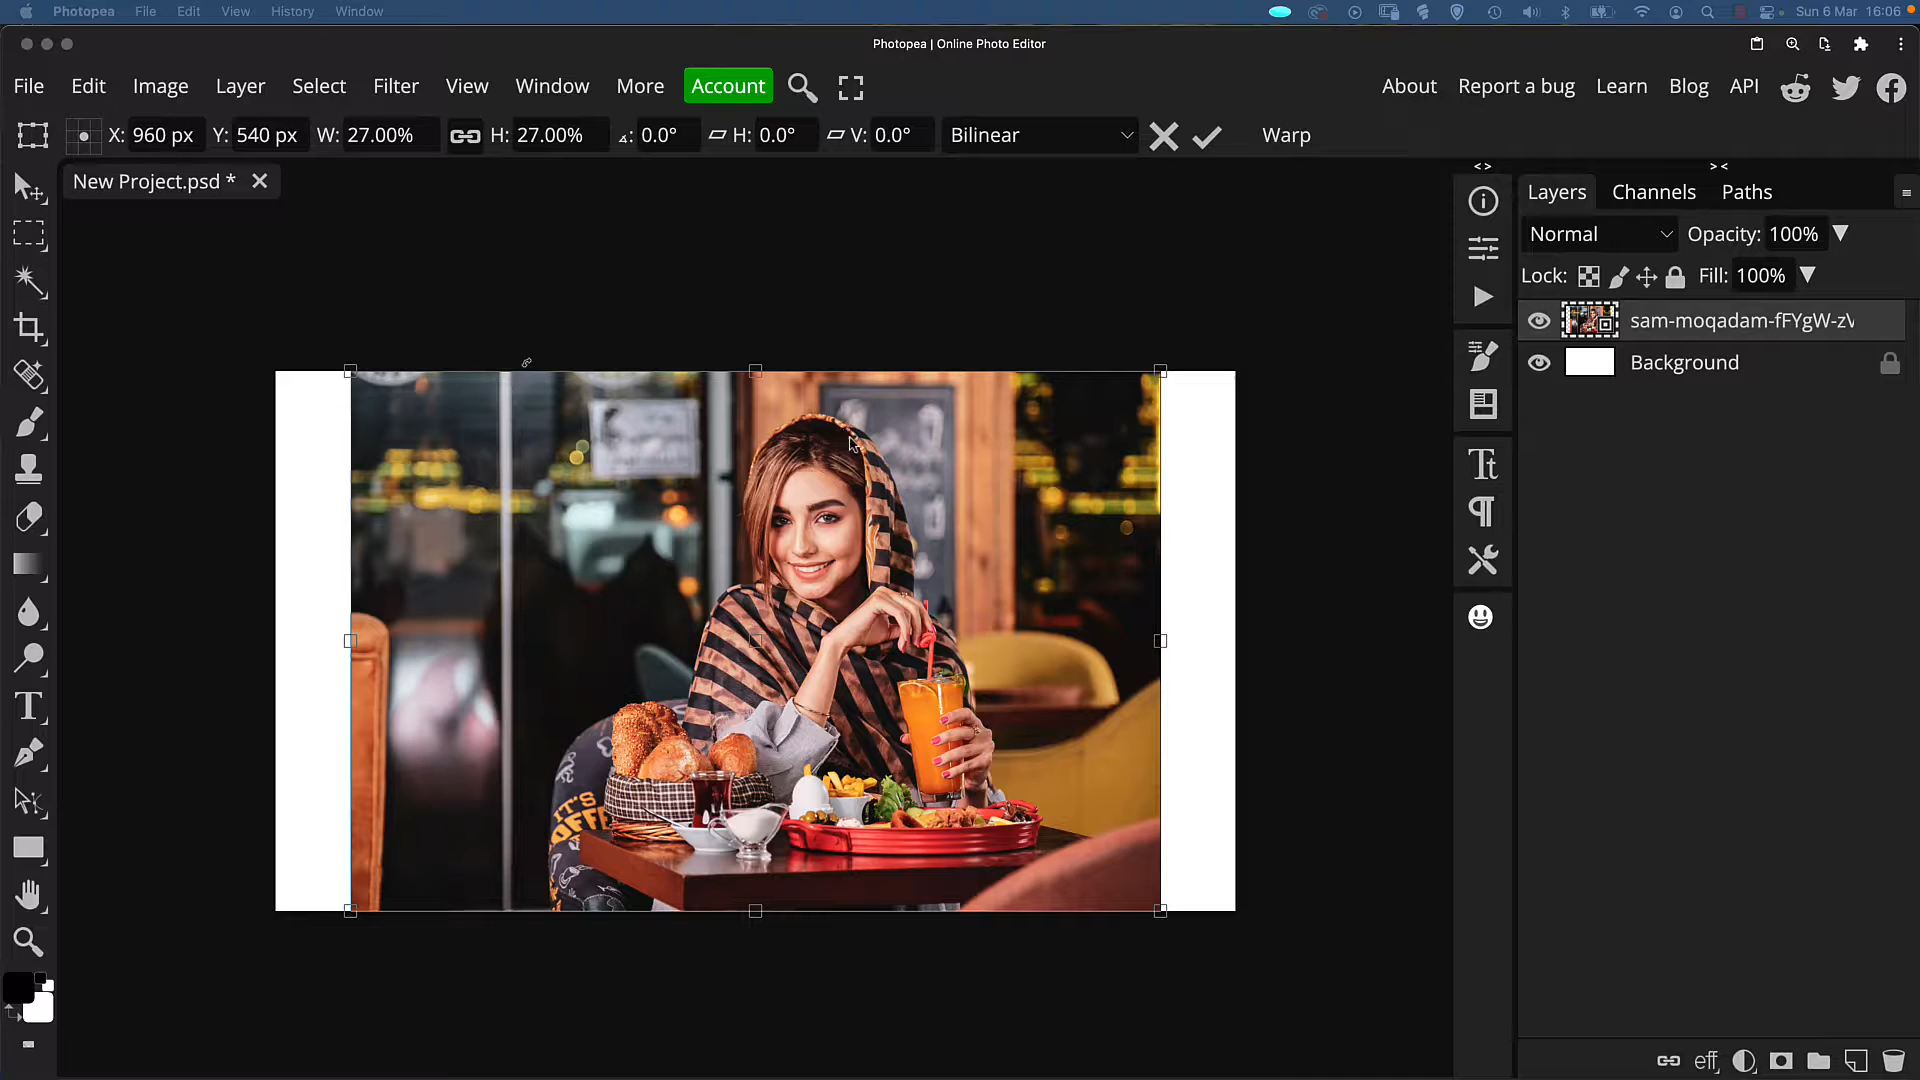 Photopea File Edit View History Window Sun 6 Mar 16:06
Photopea | Online Photo Editor
File Edit Image Layer Select Filter View Window More Account About Report a bug Learn Blog API
X: 960 px Y: 540 px W: 27.00% H: 27.00% 0.0° H: 0.0° V: 0.0° Bilinear Warp
New Project.psd *
< >
> <
Layers Channels Paths
Normal Opacity: 100%
Lock: Fill: 100%
sam-moqadam-fFYgW-zV
Background
IT'S
eff